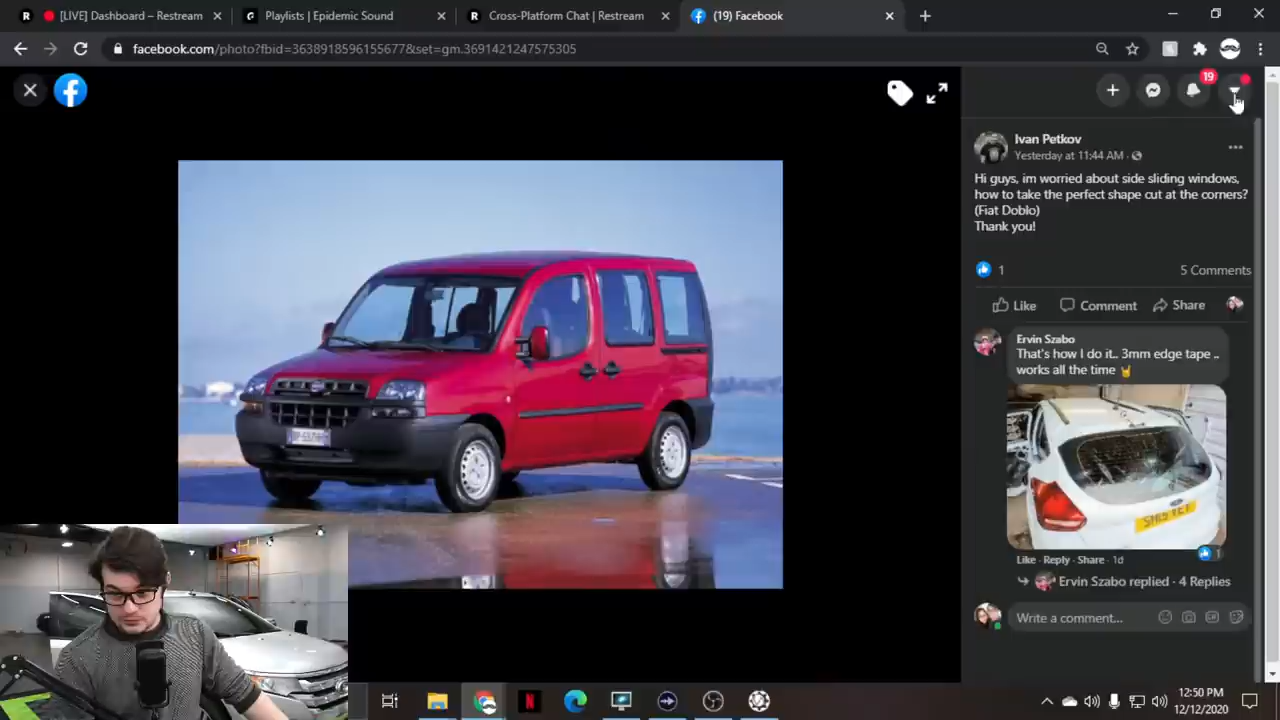 [LIVE] Dashboard – Restream
Playlists | Epidemic Sound
Cross-Platform Chat | Restream
(19) Facebook
facebook.com/photo?fbid=3638918596155677&set=gm.3691421247575305
19
Ivan Petkov
Yesterday at 11:44 AM ·
Hi guys, im worried about side sliding windows,
how to take the perfect shape cut at the corners?
(Fiat Doblo)
Thank you!
1
5 Comments
Like
Comment
Share
Ervin Szabo
That's how I do it.. 3mm edge tape ..
works all the time 🤘
1
Like · Reply · Share · 1d
Ervin Szabo replied · 4 Replies
Write a comment...
GIF
12:50 PM
12/12/2020